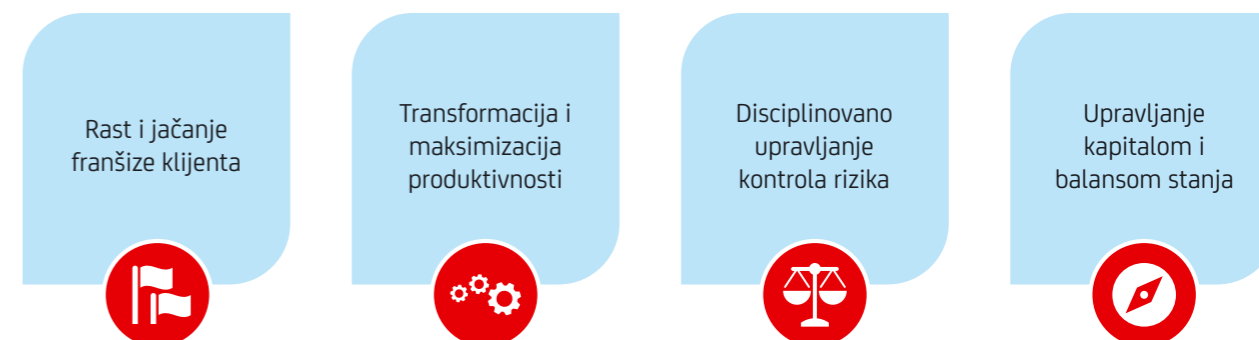 Rast i jačanje
franšize klijenta
Transformacija i
maksimizacija
produktivnosti
Disciplinovano
upravljanje
kontrola rizika
Upravljanje
kapitalom i
balansom stanja